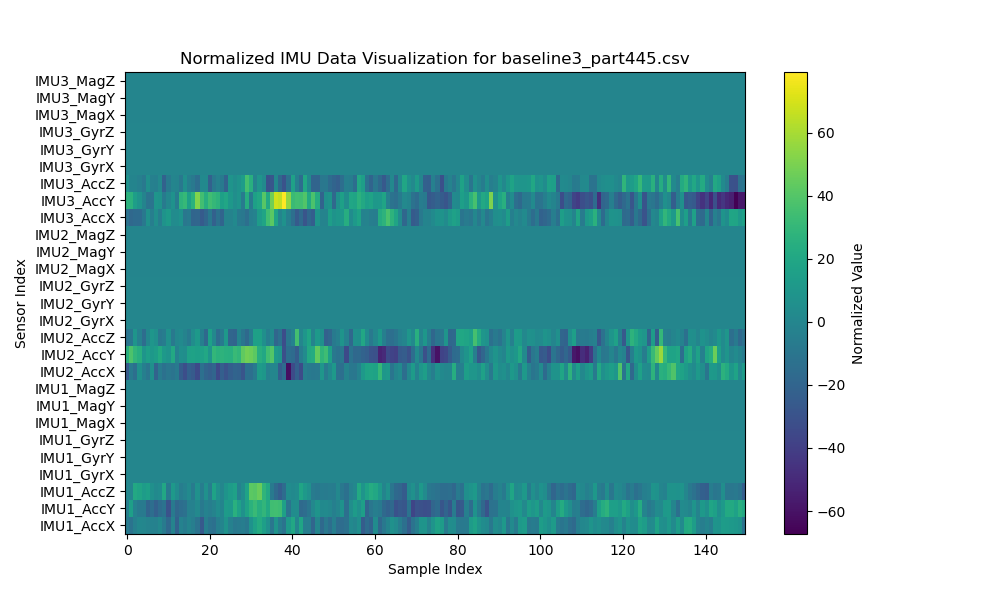 Normalized IMU Data Visualization for baseline3_part445.csv
IMU3_MagZ
IMU3_MagY
IMU3_MagX
IMU3_GyrZ
IMU3_GyrY
IMU3_GyrX
IMU3_AccZ
IMU3_AccY
IMU3_AccX
IMU2_MagZ
IMU2_MagY
IMU2_MagX
IMU2_GyrZ
IMU2_GyrY
IMU2_GyrX
IMU2_AccZ
IMU2_AccY
IMU2_AccX
IMU1_MagZ
IMU1_MagY
IMU1_MagX
IMU1_GyrZ
IMU1_GyrY
IMU1_GyrX
IMU1_AccZ
IMU1_AccY
IMU1_AccX
Sensor Index
0 20 40 60 80 100 120 140
Sample Index
60
40
20
0
−20
−40
−60
Normalized Value